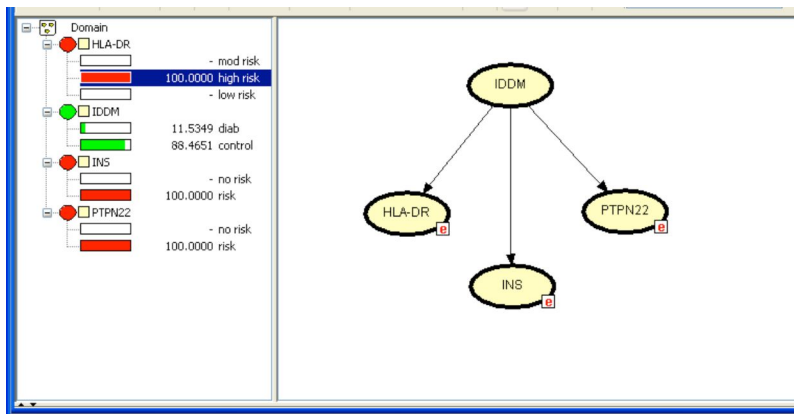 Domain
HLA-DR
- mod risk
100.0000 high risk
- low risk
IDDM
11.5349 diab
88.4651 control
INS
- no risk
100.0000 risk
PTPN22
- no risk
100.0000 risk
IDDM
HLA-DR
e
PTPN22
e
INS
e